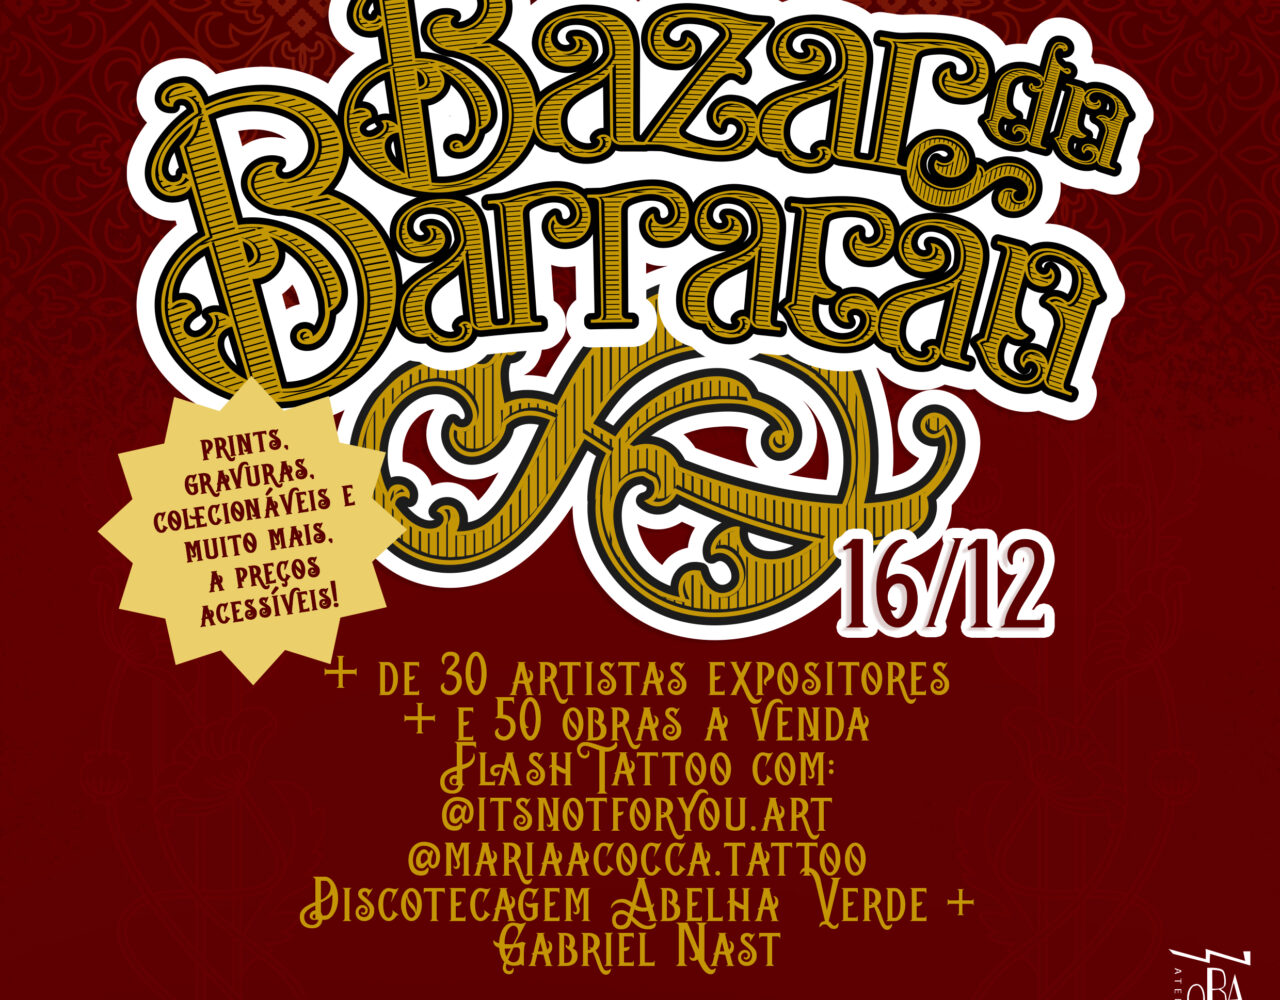 Bazar da
Barracão
PRINTS,
GRAVURAS,
COLECIONÁVEIS E
MUITO MAIS,
A PREÇOS
ACESSÍVEIS!
16/12
+ DE 30 ARTISTAS EXPOSITORES
+ E 50 OBRAS A VENDA
FLASH TATTOO COM:
@ITSNOTFORYOU.ART
@MARIAACOCCA.TATTOO
DISCOTECAGEM ABELHA VERDE +
GABRIEL NAST